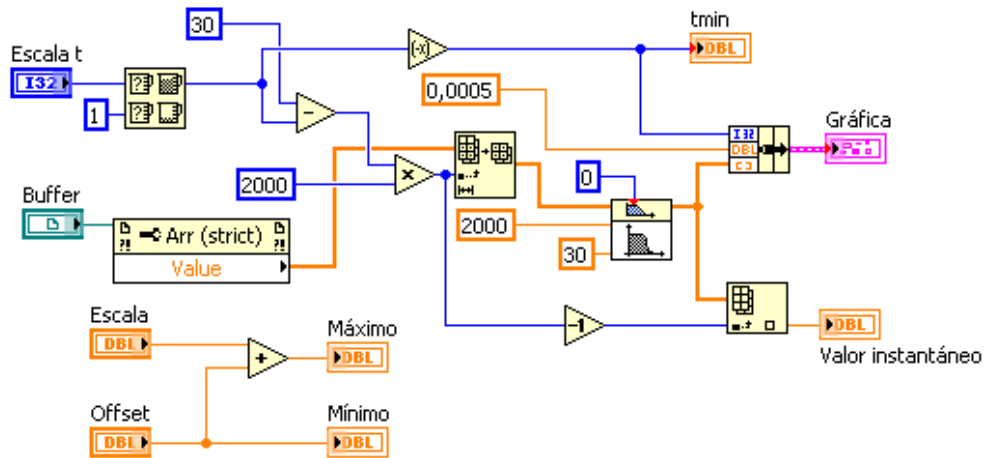 tmin
30
Escala t
I32
(-x)
DBL
?
?
1
?
0,0005
Gráfica
-
I32
DBL
[ ]
x
2000
0
Buffer
Arr (strict)
?!
?!
Value
2000
30
Escala
DBL
Máximo
-1
DBL
+
DBL
Valor instantáneo
Offset
Mínimo
DBL
DBL